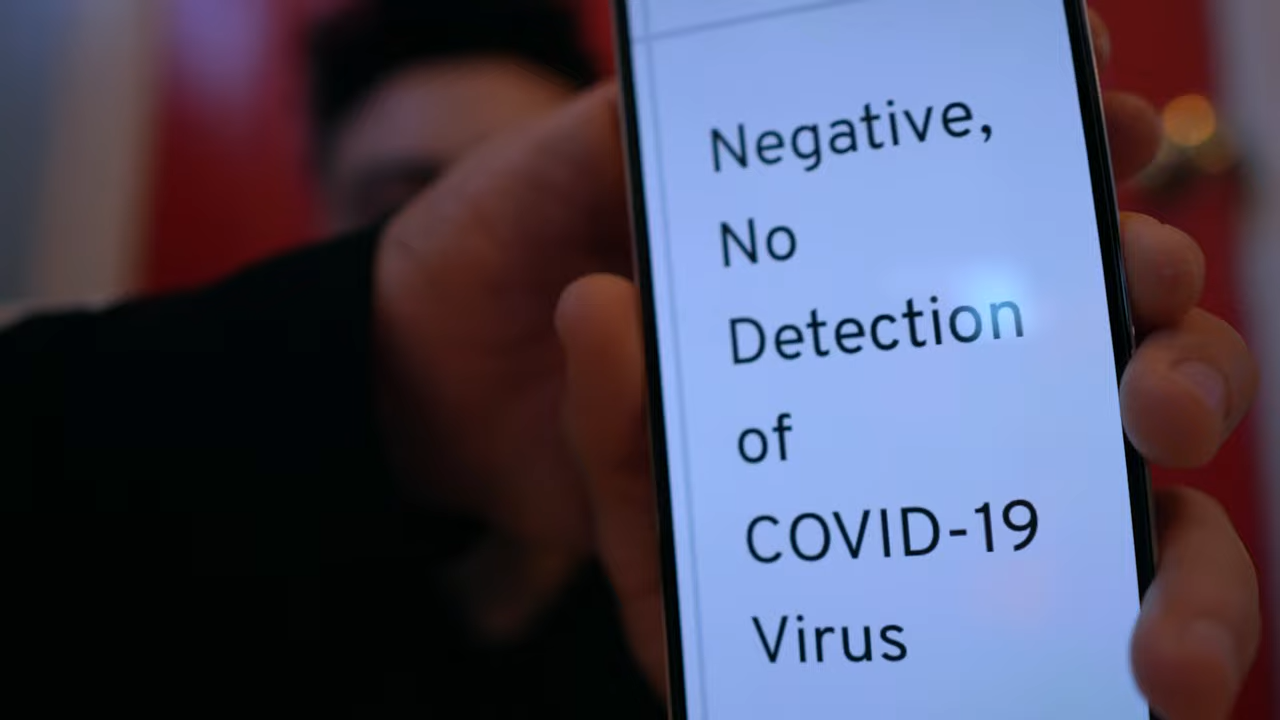 Negative,
No
Detection
of
COVID-19
Virus